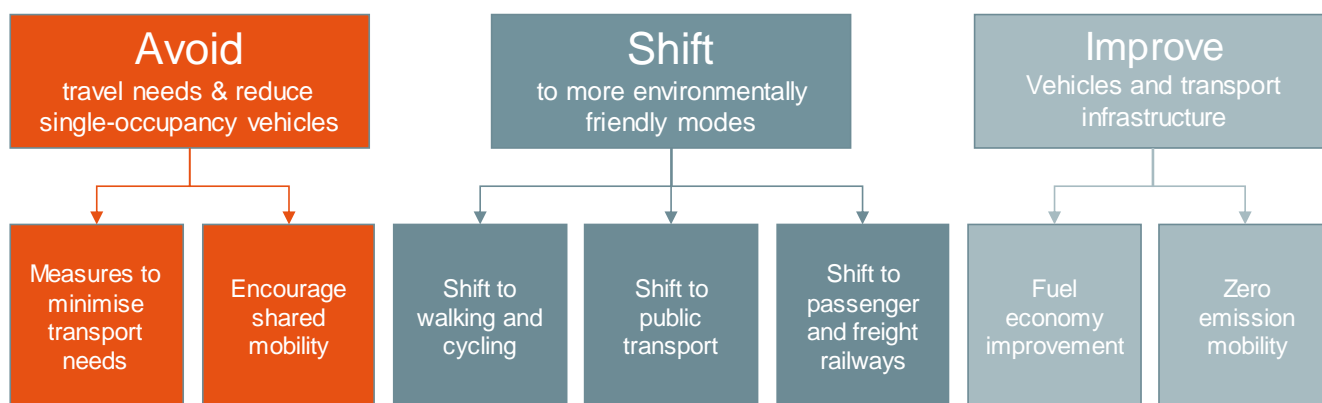 Avoid
travel needs & reduce
single-occupancy vehicles
Shift
to more environmentally
friendly modes
Improve
Vehicles and transport
infrastructure
Measures to
minimise
transport
needs
Encourage
shared
mobility
Shift to
walking and
cycling
Shift to
public
transport
Shift to
passenger
and freight
railways
Fuel
economy
improvement
Zero
emission
mobility